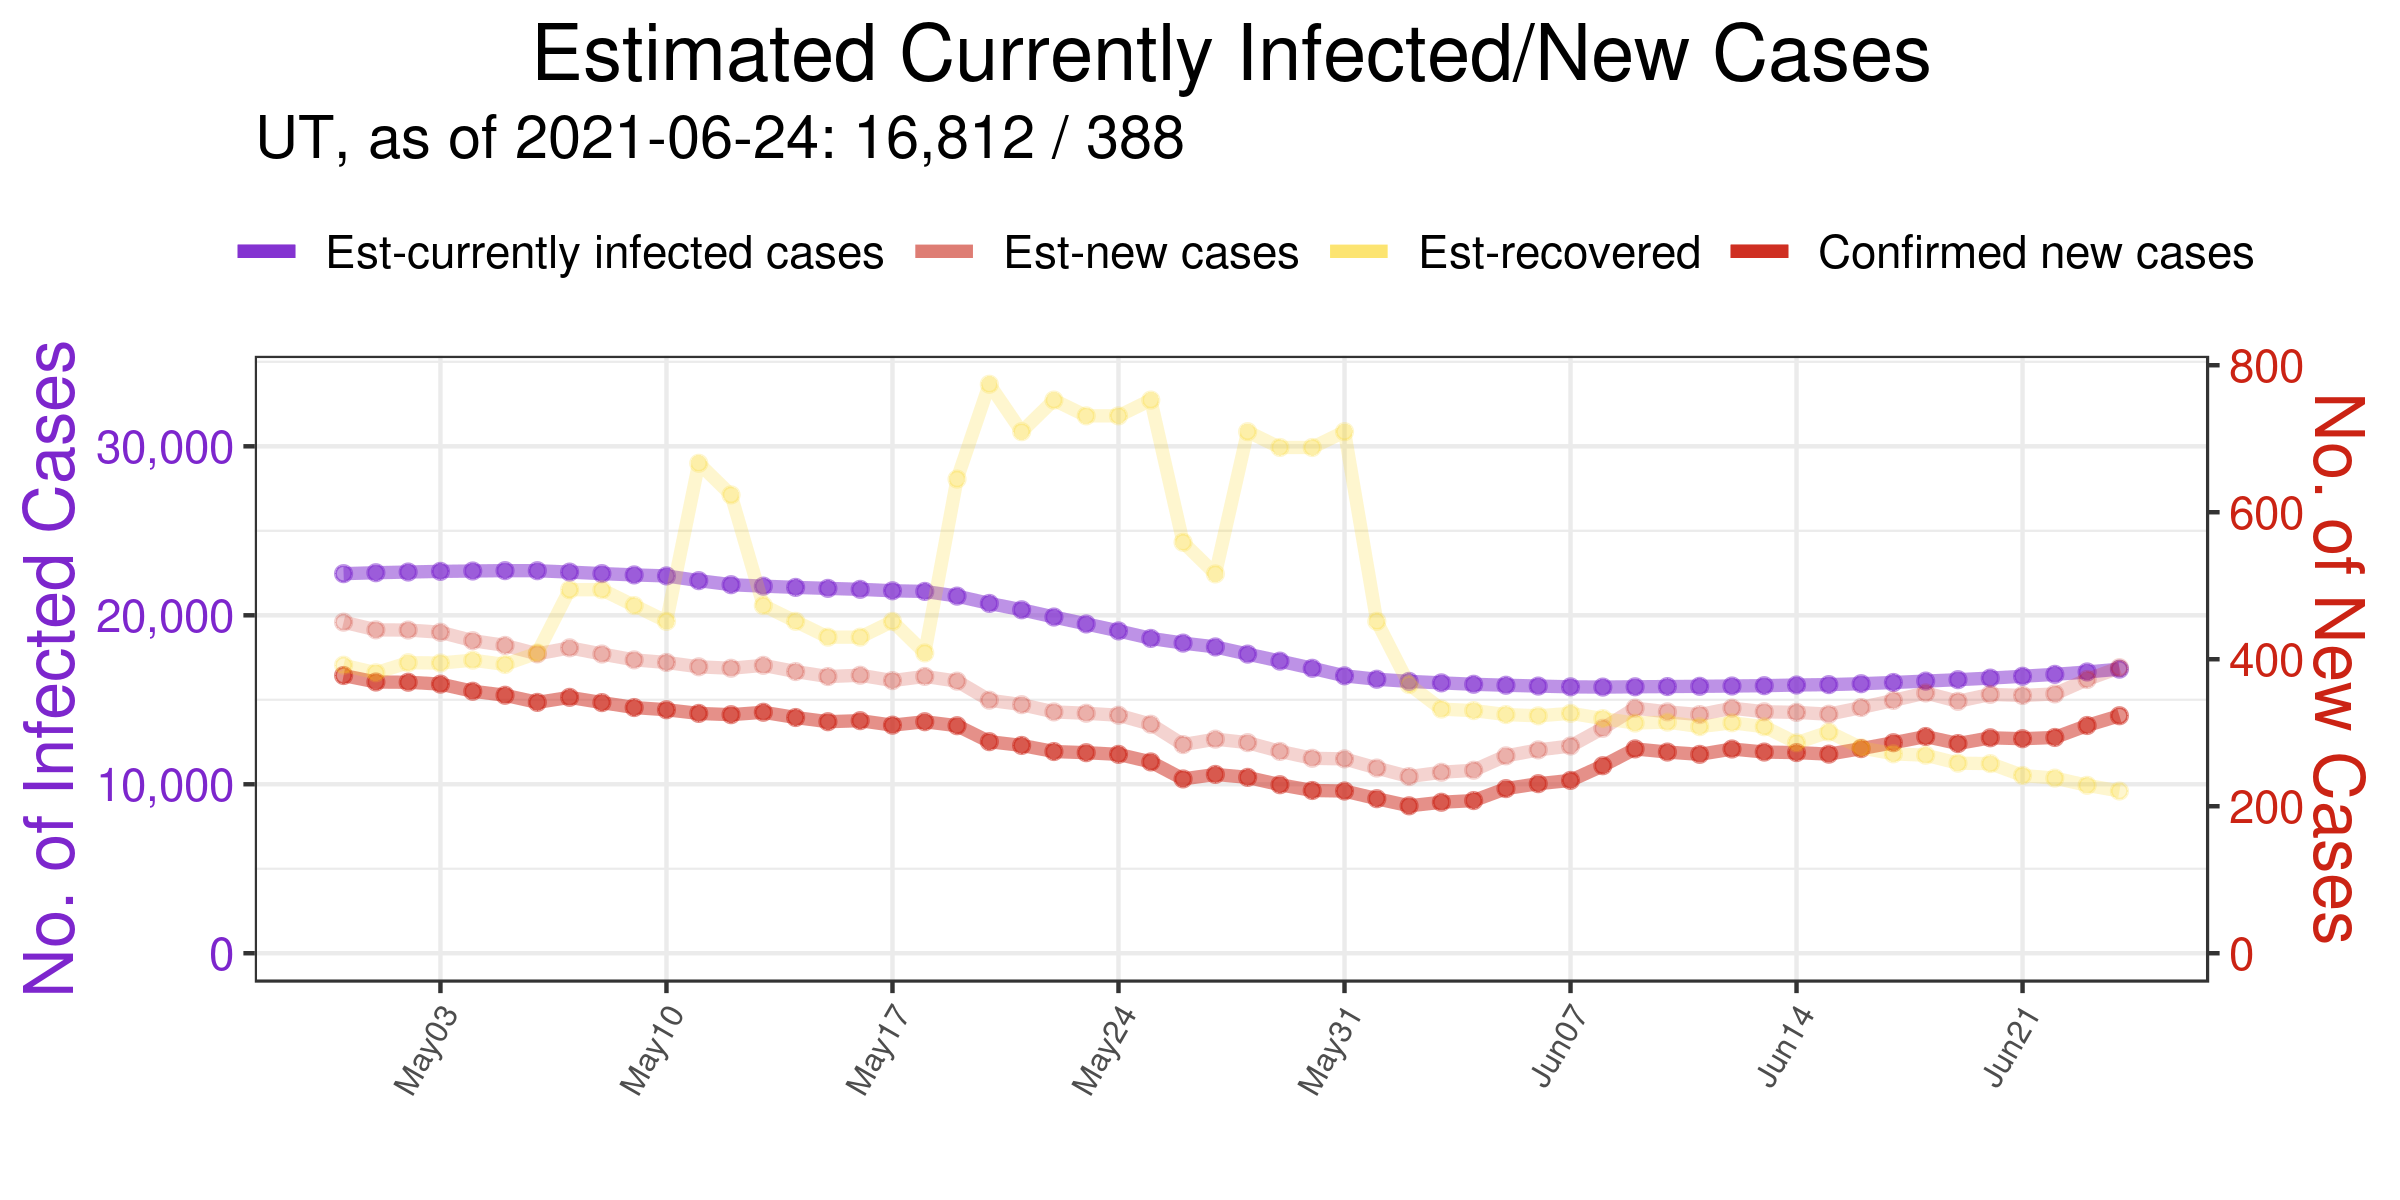 Estimated Currently Infected/New Cases
UT, as of 2021-06-24: 16,812 / 388
Est-currently infected cases Est-new cases Est-recovered Confirmed new cases
No. of Infected Cases
30,000
20,000
10,000
0
800
600
400
200
0
No. of New Cases
May03 May10 May17 May24 May31 Jun07 Jun14 Jun21